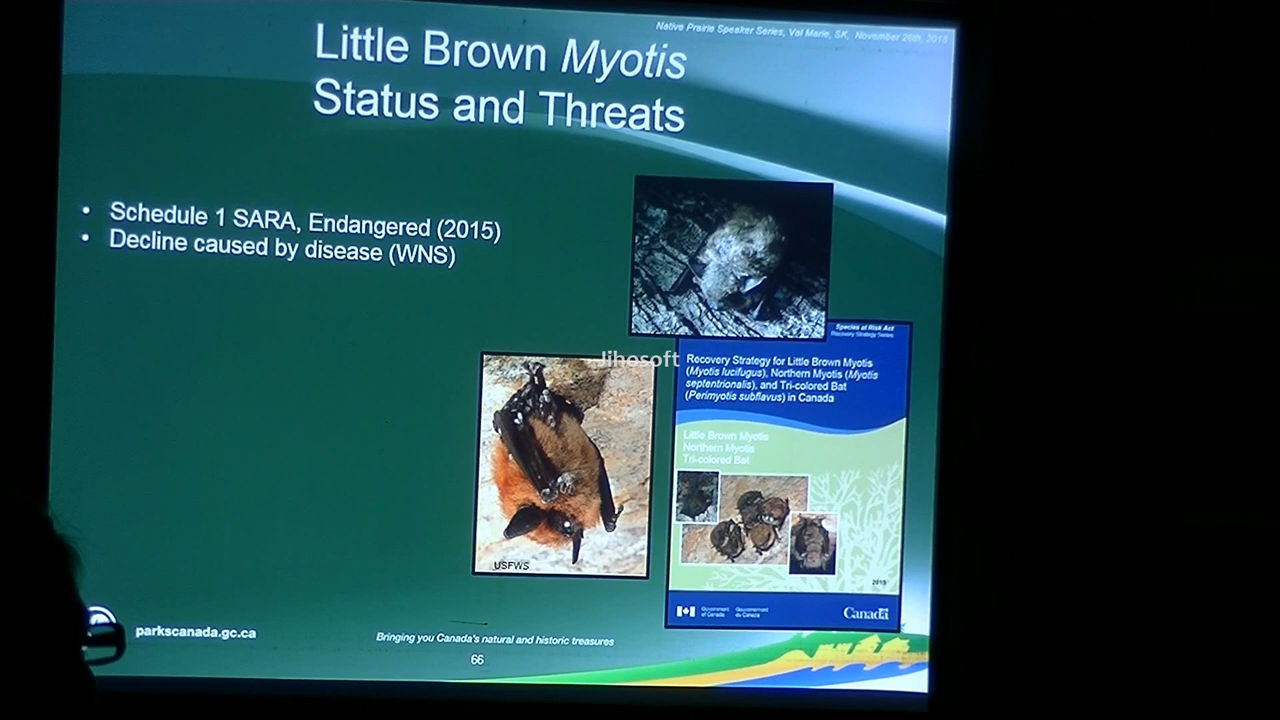 Native Prairie Speaker Series, Val Marie, SK, November 26th, 2016
Little Brown Myotis
Status and Threats
• Schedule 1 SARA, Endangered (2015)
• Decline caused by disease (WNS)
Species at Risk Act
Recovery Strategy Series
Jihosoft
Recovery Strategy for Little Brown Myotis
(Myotis lucifugus), Northern Myotis (Myotis
septentrionalis), and Tri-colored Bat
(Perimyotis subflavus) in Canada
Little Brown Myotis
Northern Myotis
Tri-colored Bat
USFWS
2015
Government
of Canada
Gouvernement
du Canada
Canada
parkscanada.gc.ca
Bringing you Canada's natural and historic treasures
66